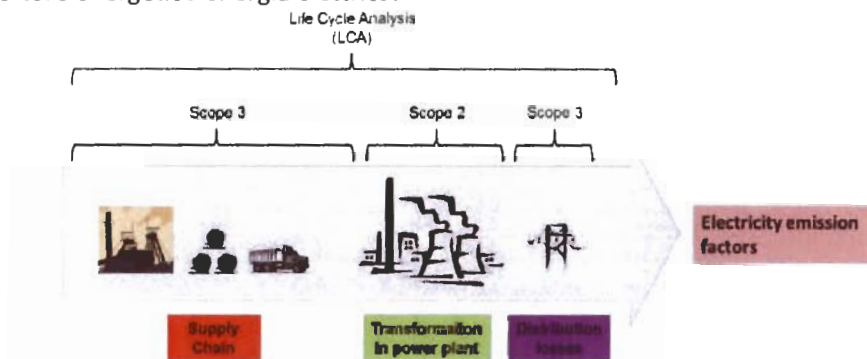 Life Cycle Analysis
(LCA)
Scope 3
Scope 2
Scope 3
Electricity emission
factors
Supply
Chain
Transformation
in power plant
Distribution
losses